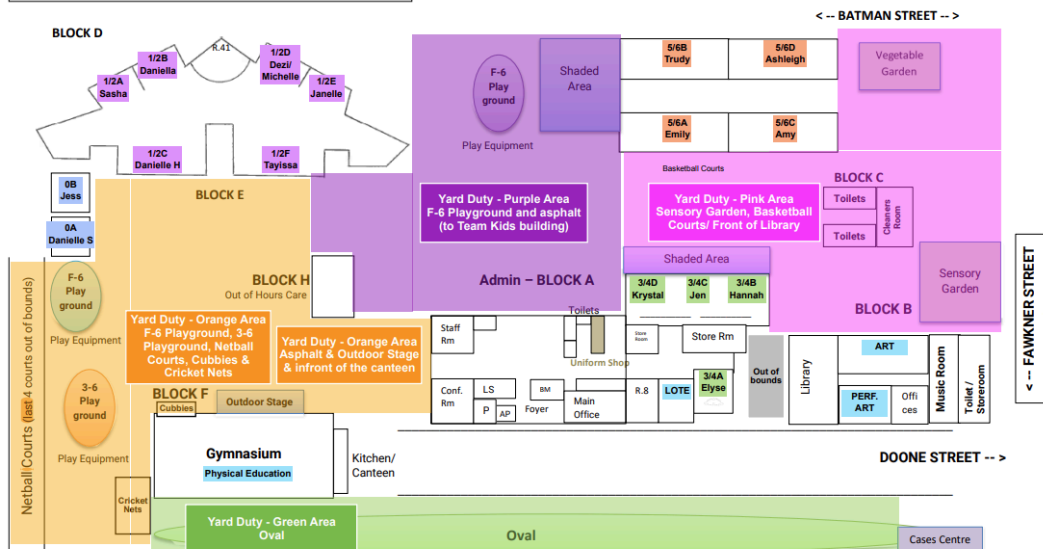 < -- BATMAN STREET -- >
BLOCK D
R.41
1/2B
Daniella
1/2D
Dezi/
Michelle
1/2A
Sasha
1/2E
Janelle
1/2C
Danielle H
1/2F
Tayissa
F-6
Play
ground
Play Equipment
Shaded
Area
5/6B
Trudy
5/6D
Ashleigh
5/6A
Emily
5/6C
Amy
Vegetable
Garden
Basketball Courts
0B
Jess
0A
Danielle S
BLOCK E
Yard Duty - Purple Area
F-6 Playground and asphalt
(to Team Kids building)
Yard Duty - Pink Area
Sensory Garden, Basketball
Courts/ Front of Library
BLOCK C
Toilets
Toilets
Cleaners
Room
Shaded Area
Sensory
Garden
< -- FAWKNER STREET
BLOCK H
Out of Hours Care
Admin – BLOCK A
3/4D
Krystal
3/4C
Jen
3/4B
Hannah
BLOCK B
F-6
Play
ground
Play Equipment
Yard Duty - Orange Area
F-6 Playground, 3-6
Playground, Netball
Courts, Cubbies &
Cricket Nets
Yard Duty - Orange Area
Asphalt & Outdoor Stage
& infront of the canteen
Staff
Rm
Toilets
Uniform Shop
Store
Room
Store Rm
Out of
bounds
Library
ART
Music Room
Toilet /
Storeroom
3-6
Play
ground
Play Equipment
BLOCK F
Cubbies
Outdoor Stage
Conf.
Rm
LS
P
AP
BM
Foyer
Main
Office
R.8
LOTE
3/4A
Elyse
PERF.
ART
Offi
ces
Netball Courts (last 4 courts out of bounds)
Gymnasium
Physical Education
Kitchen/
Canteen
DOONE STREET -- >
Cricket
Nets
Yard Duty - Green Area
Oval
Oval
Cases Centre